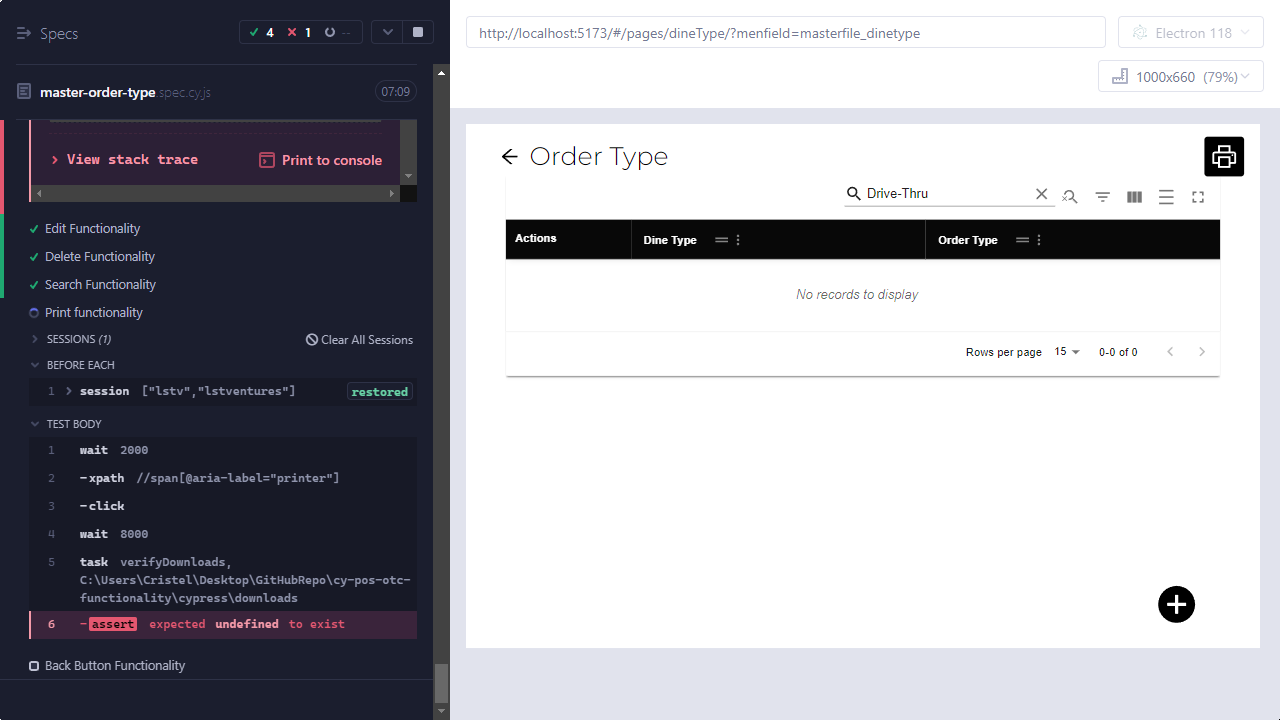 Specs
4
1
--
master-order-type.spec.cy.js
07:09
View stack trace
Print to console
Edit Functionality
Delete Functionality
Search Functionality
Print functionality
SESSIONS (1)
Clear All Sessions
BEFORE EACH
1 session ["lstv","lstventures"] restored
TEST BODY
1 wait 2000
2 -xpath //span[@aria-label="printer"]
3 -click
4 wait 8000
5 task verifyDownloads,
C:\Users\Cristel\Desktop\GitHubRepo\cy-pos-otc-
functionality\cypress\downloads
6 -assert expected undefined to exist
Back Button Functionality
http://localhost:5173/#/pages/dineType/?menfield=masterfile_dinetype
Electron 118
1000x660 (79%)
Order Type
Drive-Thru
Actions Dine Type Order Type
No records to display
Rows per page 15 0-0 of 0